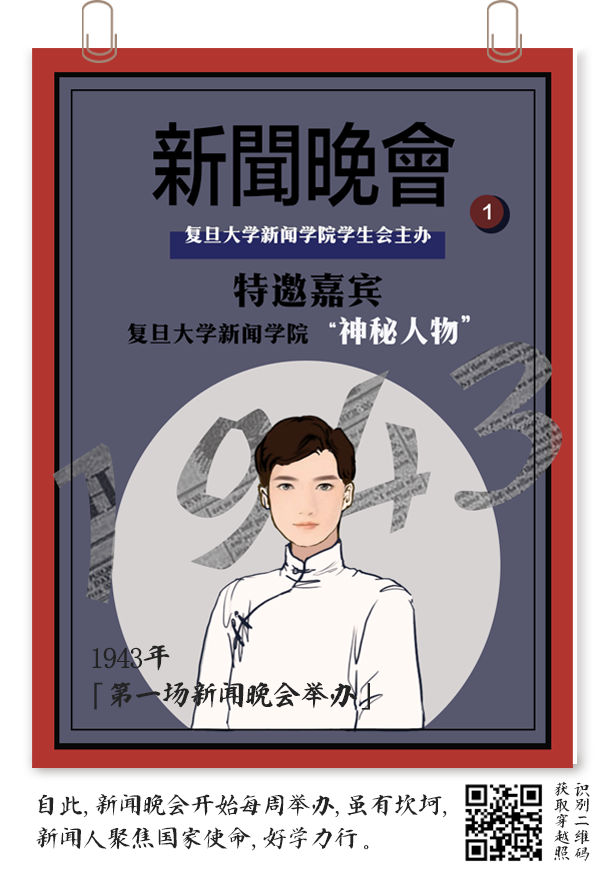 新聞晚會
1
复旦大学新闻学院学生会主办
特邀嘉宾
复旦大学新闻学院 “神秘人物”
1943
1943年
「第一场新闻晚会举办」
自此,新闻晚会开始每周举办,虽有坎坷,
新闻人聚焦国家使命,好学力行。
识别二维码
获取穿越照